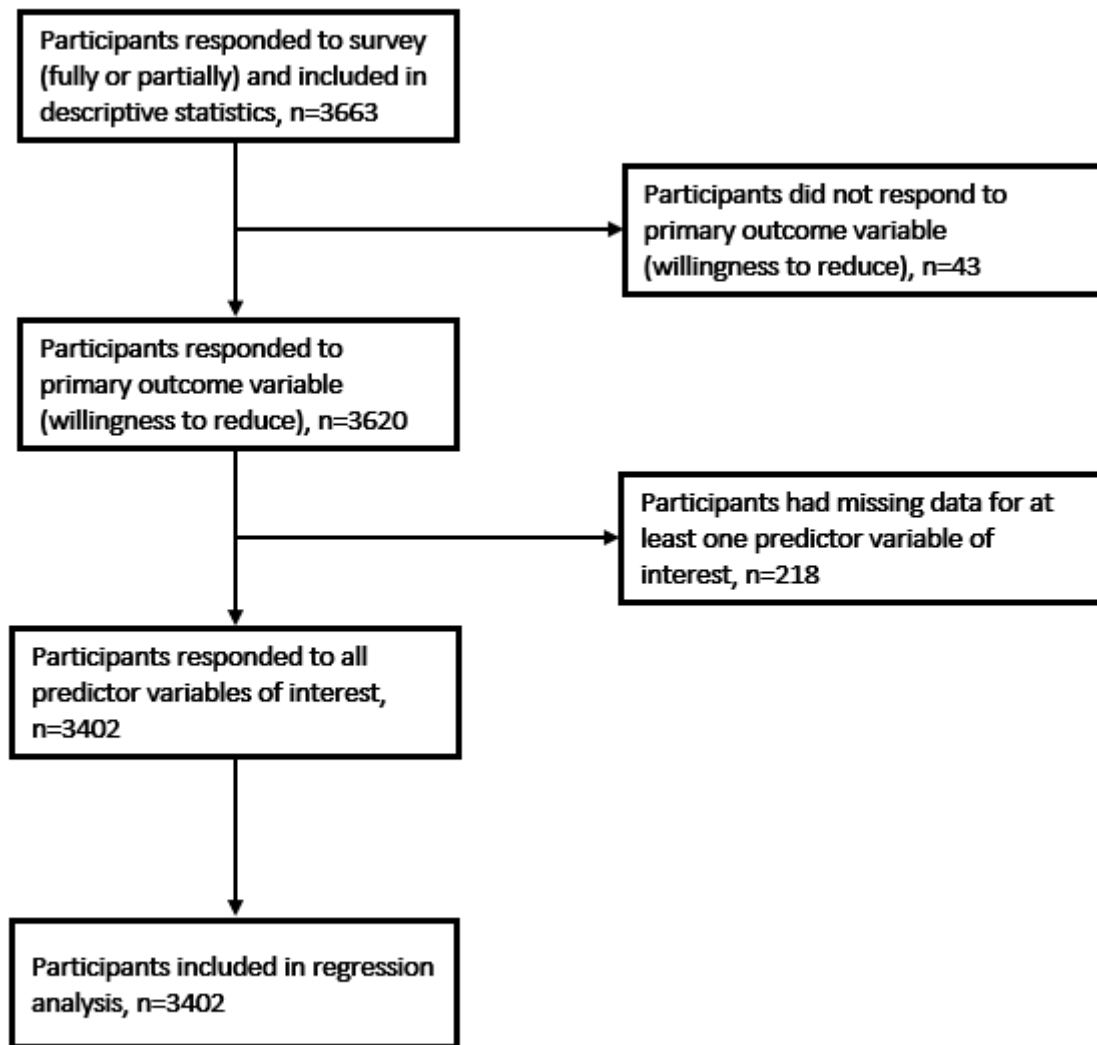 Participants responded to survey
(fully or partially) and included in
descriptive statistics, n=3663
Participants did not respond to
primary outcome variable
(willingness to reduce), n=43
Participants responded to
primary outcome variable
(willingness to reduce), n=3620
Participants had missing data for at
least one predictor variable of
interest, n=218
Participants responded to all
predictor variables of interest,
n=3402
Participants included in regression
analysis, n=3402